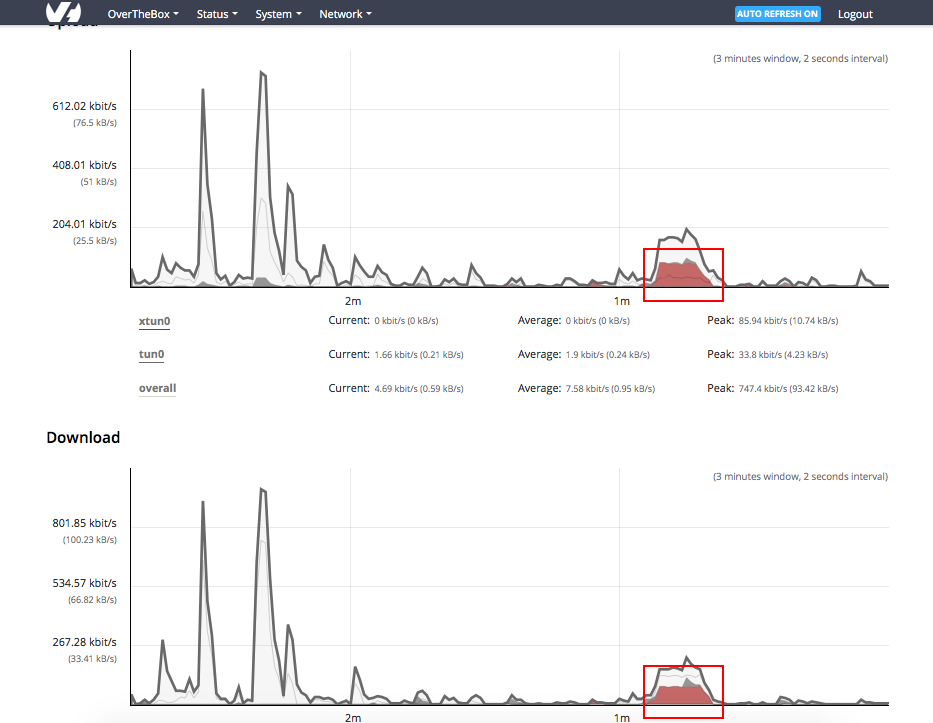 OverTheBox Status System Network AUTO REFRESH ON Logout
Upload
(3 minutes window, 2 seconds interval)
612.02 kbit/s
(76.5 kB/s)
408.01 kbit/s
(51 kB/s)
204.01 kbit/s
(25.5 kB/s)
2m 1m
xtun0 Current: 0 kbit/s (0 kB/s) Average: 0 kbit/s (0 kB/s) Peak: 85.94 kbit/s (10.74 kB/s)
tun0 Current: 1.66 kbit/s (0.21 kB/s) Average: 1.9 kbit/s (0.24 kB/s) Peak: 33.8 kbit/s (4.23 kB/s)
overall Current: 4.69 kbit/s (0.59 kB/s) Average: 7.58 kbit/s (0.95 kB/s) Peak: 747.4 kbit/s (93.42 kB/s)
Download
(3 minutes window, 2 seconds interval)
801.85 kbit/s
(100.23 kB/s)
534.57 kbit/s
(66.82 kB/s)
267.28 kbit/s
(33.41 kB/s)
2m 1m